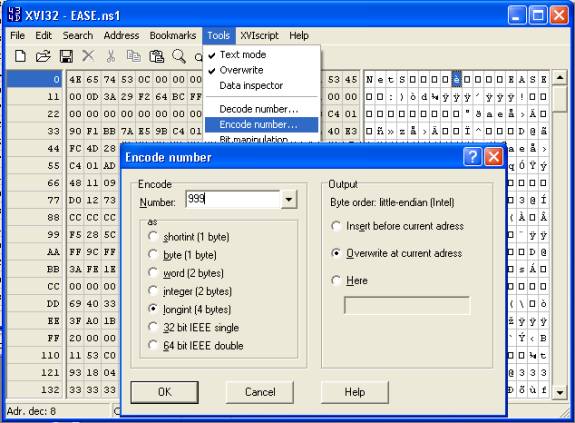 XVI32 - EASE.ns1
File Edit Search Address Bookmarks Tools XVIscript Help
Text mode
Overwrite
Data inspector
Decode number...
Encode number...
Bit manipulation
0 4E 65 74 53 0C 00 00 00 53 45 N e t S è E A S E
11 00 0D 3A 29 F2 64 BC FF 00 00
22 00 00 00 00 00 00 00 00 C4 01
33 90 F1 BB 7A E5 9B C4 01 40 E3
44 FC 4D 28
55 C4 01 AD
66 48 11 09
77 D0 12 73
88 CC CC CC
99 F5 28 5C
AA FF 9C FF
BB 3A FE 1E
CC 00 00 00
DD 69 40 33
EE 3F A0 1B
FF 20 00 00
110 11 53 C0
121 93 18 04
132 33 33 33
Encode number
Encode
Number: 999
as
shortint (1 byte)
byte (1 byte)
word (2 bytes)
integer (2 bytes)
longint (4 bytes)
32 bit IEEE single
64 bit IEEE double
Output
Byte order: little-endian (Intel)
Insert before current adress
Overwrite at current adress
Here
OK Cancel Help
Adr. dec: 8